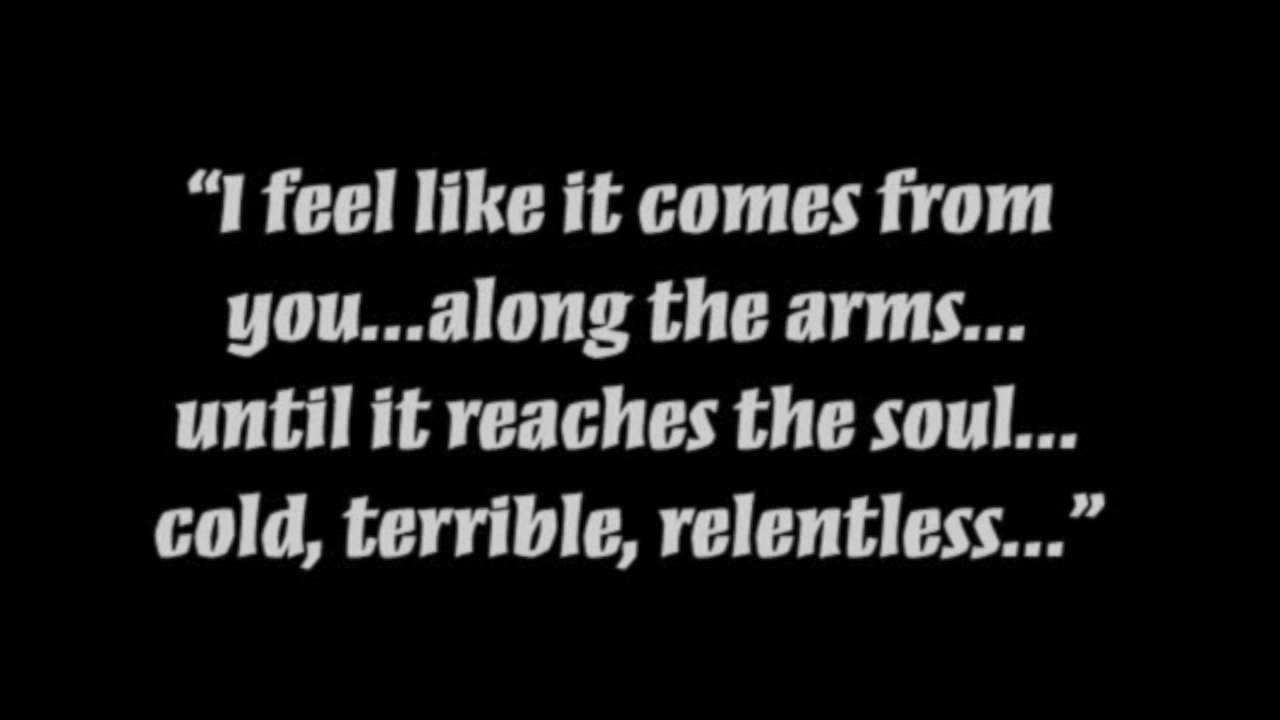 “I feel like it comes from
you...along the arms...
until it reaches the soul...
cold, terrible, relentless...”